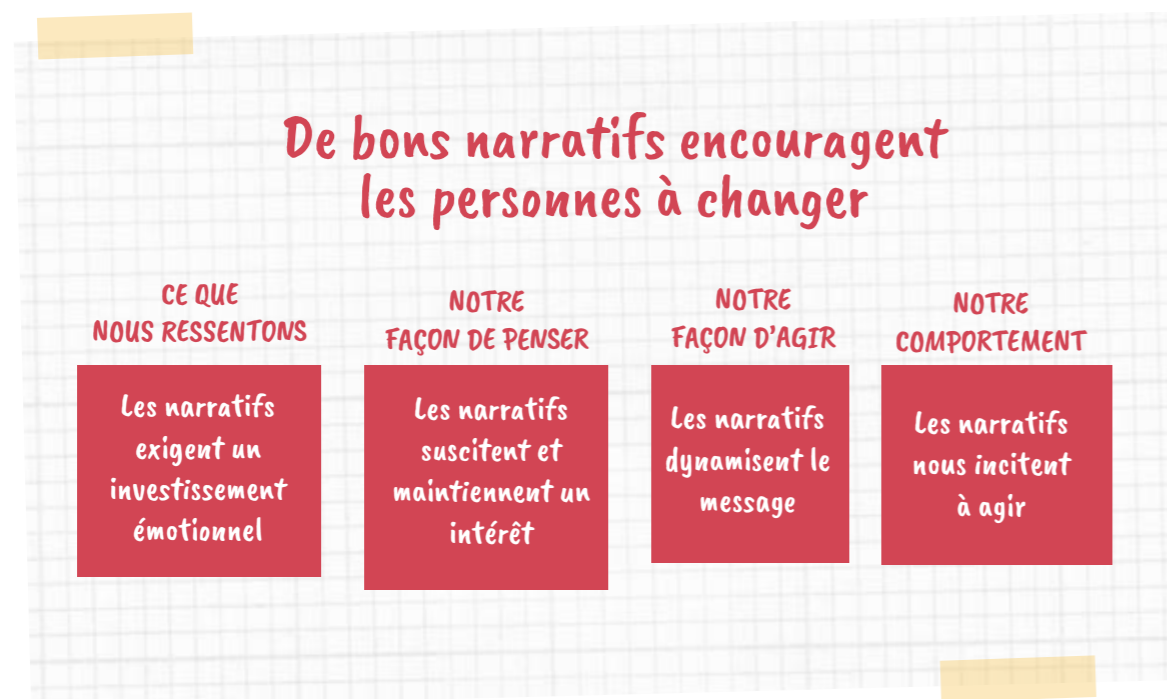 De bons narratifs encouragent
les personnes à changer
CE QUE
NOUS RESSENTONS
Les narratifs
exigent un
investissement
émotionnel
NOTRE
FAÇON DE PENSER
Les narratifs
suscitent et
maintiennent un
intérêt
NOTRE
FAÇON D'AGIR
Les narratifs
dynamisent le
message
NOTRE
COMPORTEMENT
Les narratifs
nous incitent
à agir